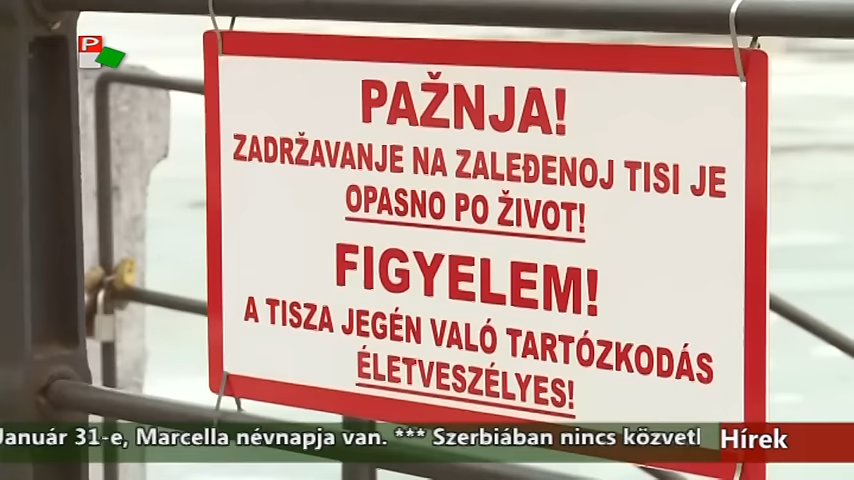 P
PAŽNJA!
ZADRŽAVANJE NA ZALEĐENOJ TISI JE
OPASNO PO ŽIVOT!
FIGYELEM!
A TISZA JEGÉN VALÓ TARTÓZKODÁS
ÉLETVESZÉLYES!
Január 31-e, Marcella névnapja van. *** Szerbiában nincs közvetl
Hírek